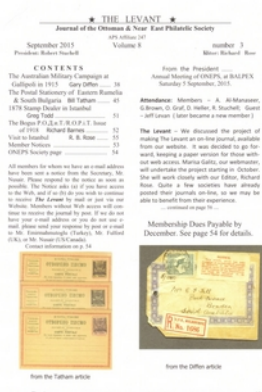 ★ THE LEVANT ★
Journal of the Ottoman & Near East Philatelic Society
APS Affiliate 247
September 2015
Volume 8
number 3
President: Robert Stuchell
Editor: Richard Rose
CONTENTS
The Australian Military Campaign at
Gallipoli in 1915 Gary Diffen ...... 38
The Postal Stationery of Eastern Rumelia
& South Bulgaria Bill Tatham ...... 45
1878 Stamp Dealer in Istanbul
Greg Todd ................ 51
of 1918 Richard Barnes ........ 52
Visit to Istanbul R. B. Rose ........ 55
Member Notices .................. 53
ONEPS Society page .............. 54
All members for whom we have an e-mail address
have been sent a notice from the Secretary, Mr.
Nussir. Please respond to the notice as soon as
possible. The Notice asks (a) if you have access
to the Web, and if so (b) do you wish to continue
to receive The Levant by mail or just via our
Website. Members without Web access will con-
tinue to receive the journal by post. If we do not
have your e-mail address or you do not use e-
mail, please send your response by post or e-mail
to Mr. (Turkey), Mr. Fulford
(UK), or Mr. Nussir (US/Canada).
Contact information on p. 54
from the Tatham article
From the President ......
Annual Meeting of ONEPS, at BALPEX
Saturday 5 September, 2015.
Attendance: Members – A. Al-Manaseer,
G.Brown, O. Graf, D. Heller, R. Stuchell. Guest
- Jeff Levant ( later became a new member )
The Levant – We discussed the project of
making The Levant an on-line journal, available
from our website. It was decided to go for-
ward, keeping a paper version for those with-
out web access. Marisa Galitz, our webmaster,
will undertake the project starting in October.
She will work closely with our Editor, Richard
Rose. Quite a few societies have already
posted their journals on-line, so we may be
able to benefit from their experience.
... continued on page 56 ...
Membership Dues Payable by
December. See page 54 for details.
from the Diffen article